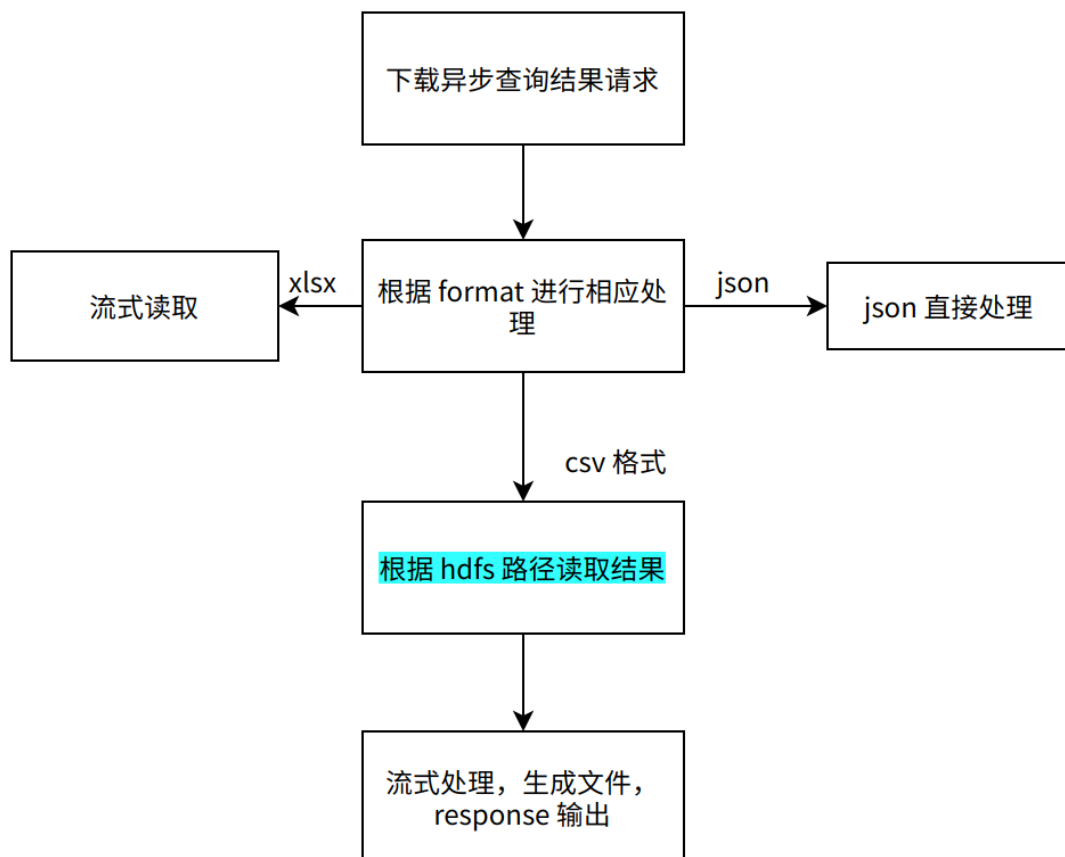 下载异步查询结果请求
xlsx
json
流式读取
根据 format 进行相应处
理
json 直接处理
csv 格式
根据 hdfs 路径读取结果
流式处理，生成文件，
response 输出